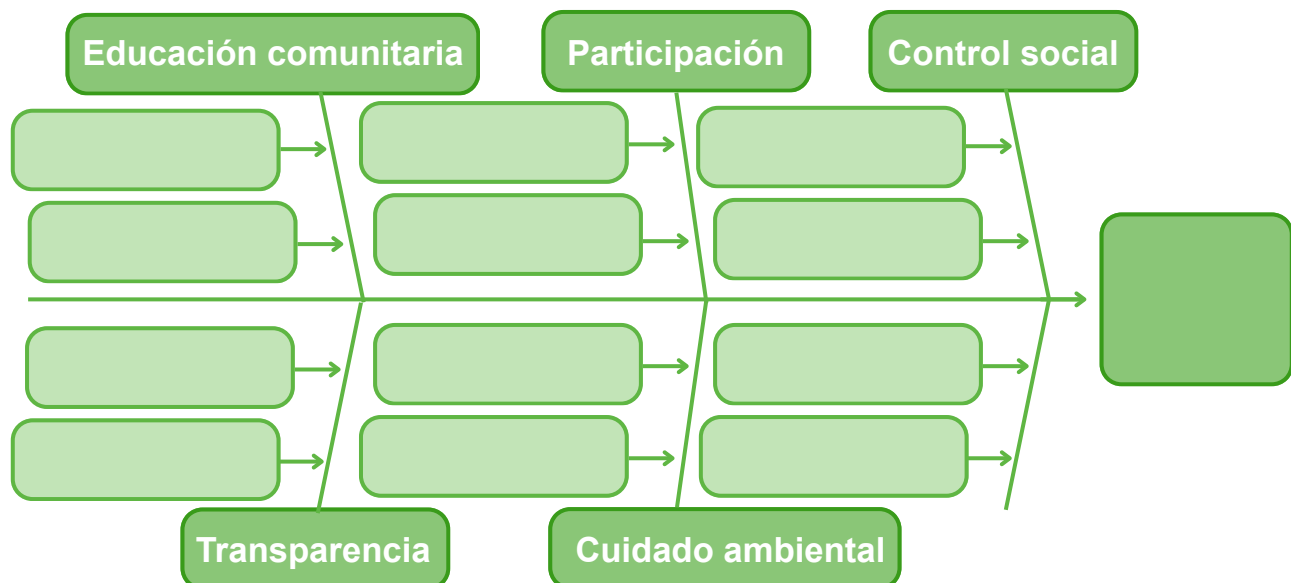 Educación comunitaria
Participación
Control social
Transparencia
Cuidado ambiental